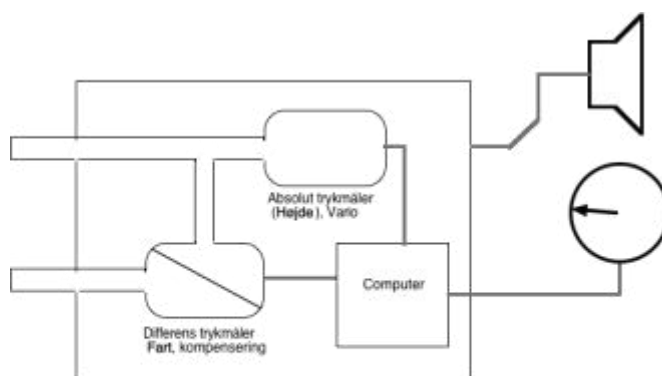 Absolut trykmåler
(Højde), Vario
Computer
Differens trykmåler
Fart, kompensering